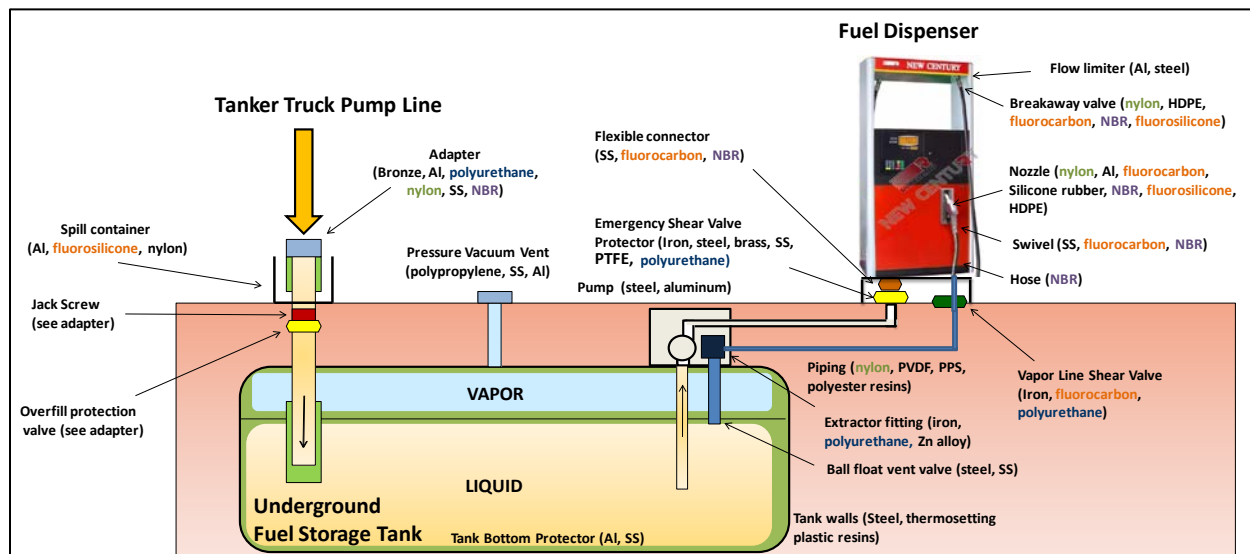 Fuel Dispenser
NEW CENTURY
Flow limiter (Al, steel)
Breakaway valve (nylon, HDPE,
fluorocarbon, NBR, fluorosilicone)
Tanker Truck Pump Line
Adapter
(Bronze, Al, polyurethane,
nylon, SS, NBR)
Flexible connector
(SS, fluorocarbon, NBR)
Nozzle (nylon, Al, fluorocarbon,
Silicone rubber, NBR, fluorosilicone,
HDPE)
NEW CENTURY
Spill container
(Al, fluorosilicone, nylon)
Emergency Shear Valve
Protector (Iron, steel, brass, SS,
PTFE, polyurethane)
Swivel (SS, fluorocarbon, NBR)
Pressure Vacuum Vent
(polypropylene, SS, Al)
Pump (steel, aluminum)
Hose (NBR)
Jack Screw
(see adapter)
Overfill protection
valve (see adapter)
VAPOR
Piping (nylon, PVDF, PPS,
polyester resins)
Vapor Line Shear Valve
(Iron, fluorocarbon,
polyurethane)
Extractor fitting (iron,
polyurethane, Zn alloy)
Ball float vent valve (steel, SS)
LIQUID
Underground
Fuel Storage Tank
Tank Bottom Protector (Al, SS)
Tank walls (Steel, thermosetting
plastic resins)